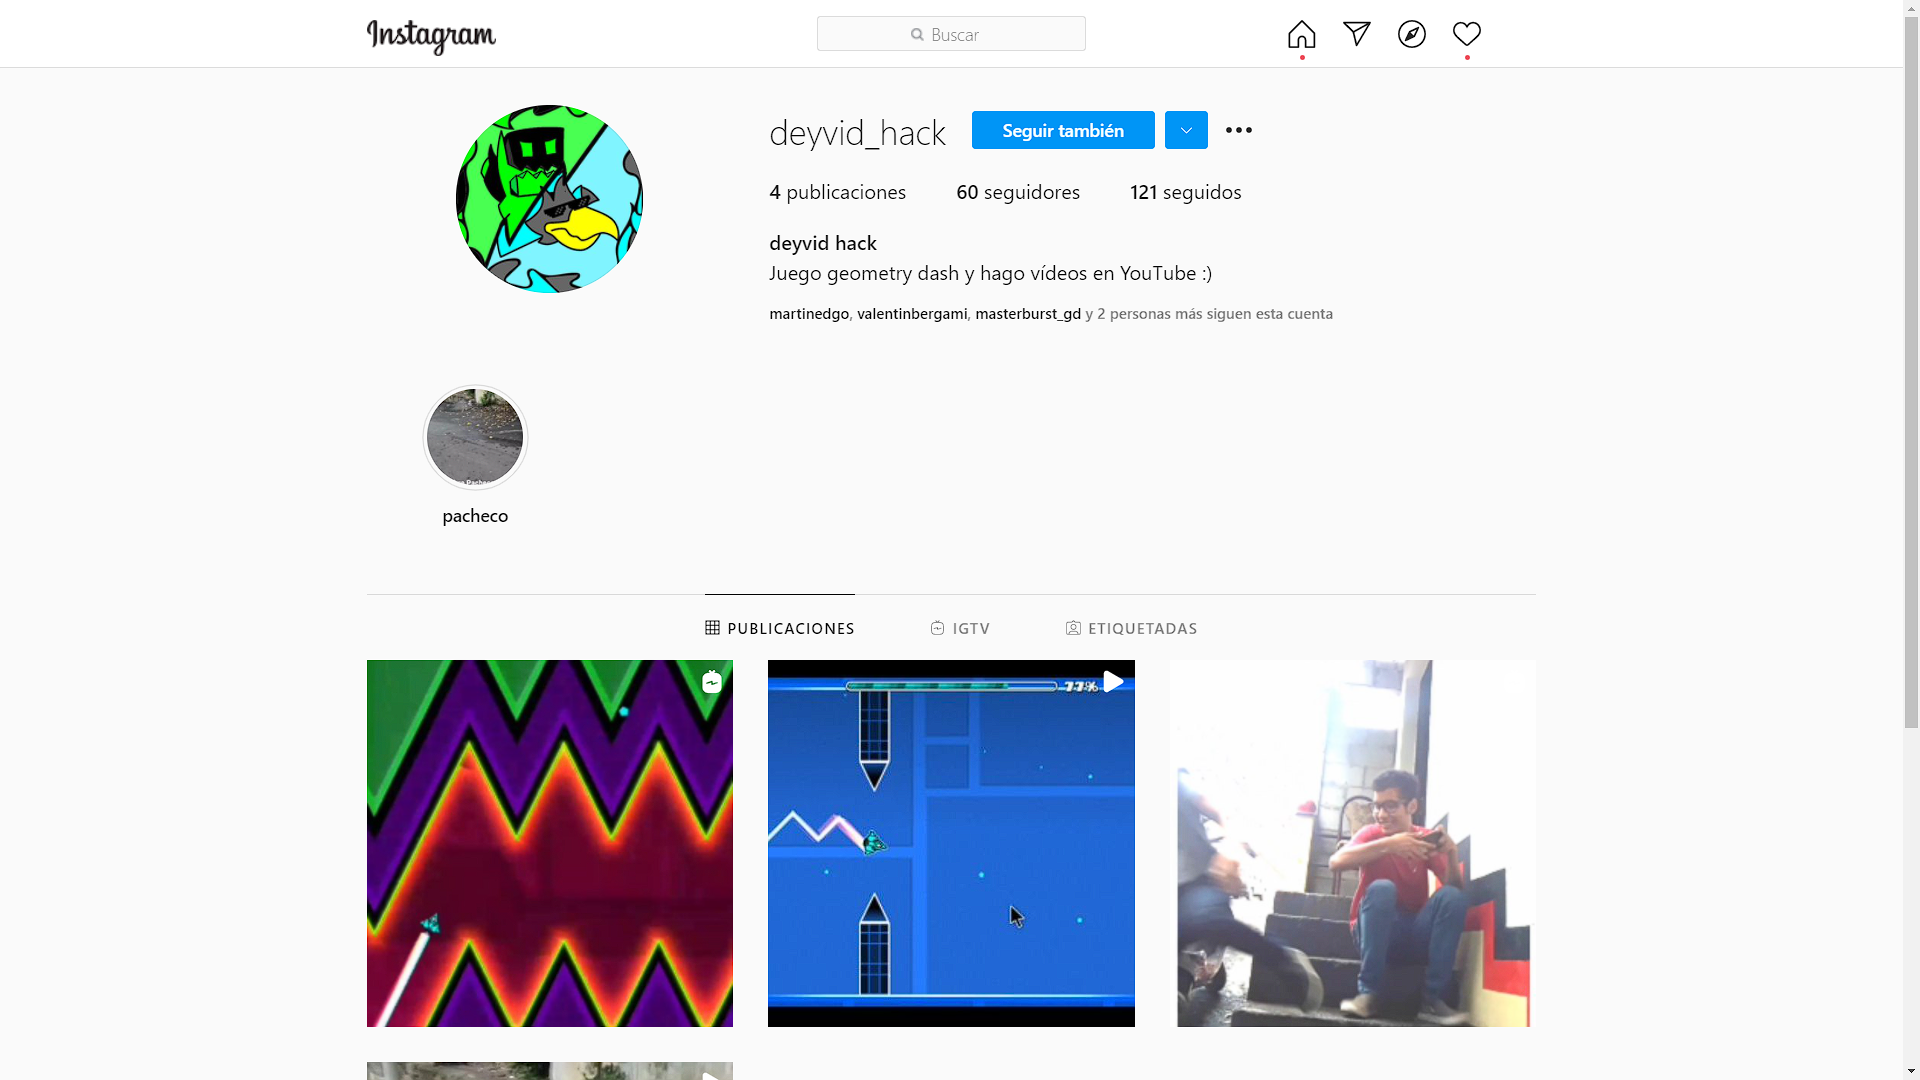 Instagram
Buscar
deyvid_hack
Seguir también
4 publicaciones 60 seguidores 121 seguidos
deyvid hack
Juego geometry dash y hago vídeos en YouTube :)
martinedgo, valentinbergami, masterburst_gd y 2 personas más siguen esta cuenta
pacheco
PUBLICACIONES IGTV ETIQUETADAS
77%